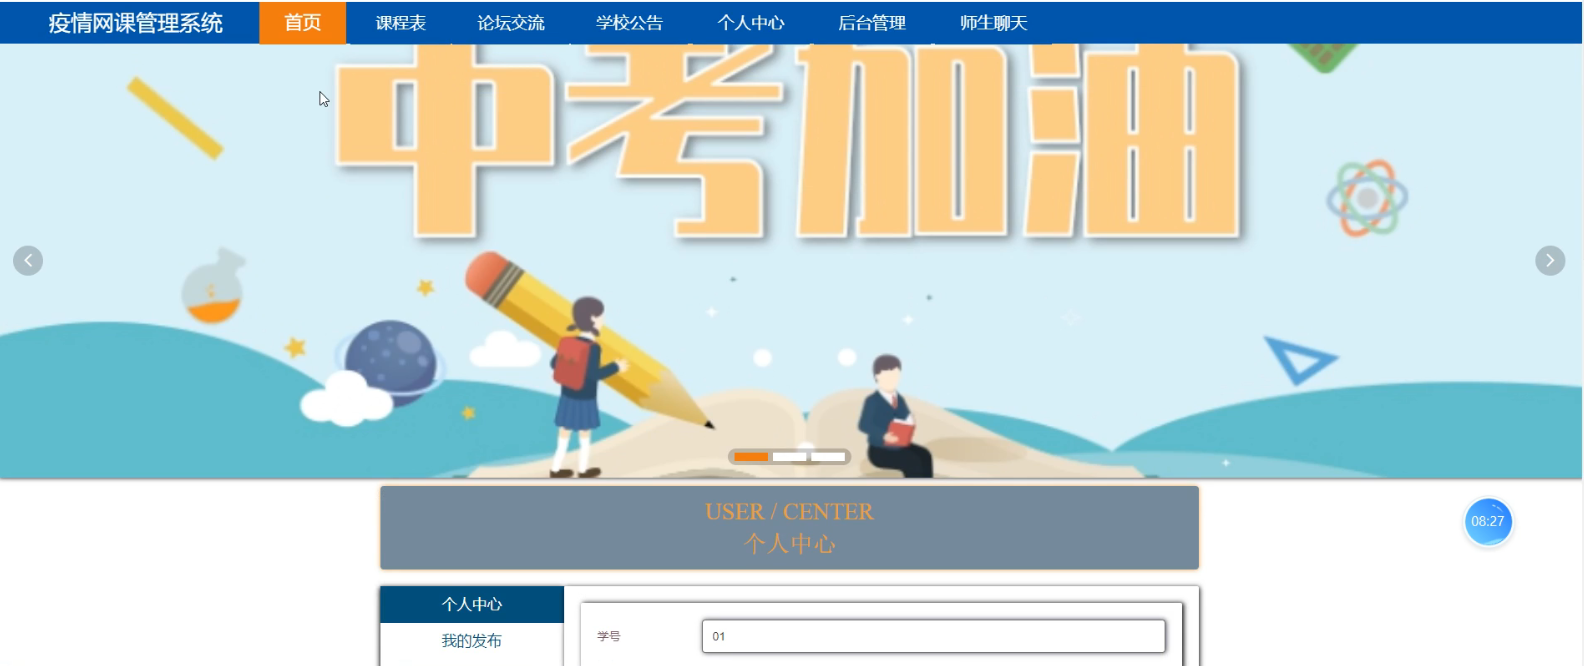 疫情网课管理系统 首页 课程表 论坛交流 学校公告 个人中心 后台管理 师生聊天
中考加油
USER / CENTER
个人中心
08:27
个人中心
我的发布
学号 01